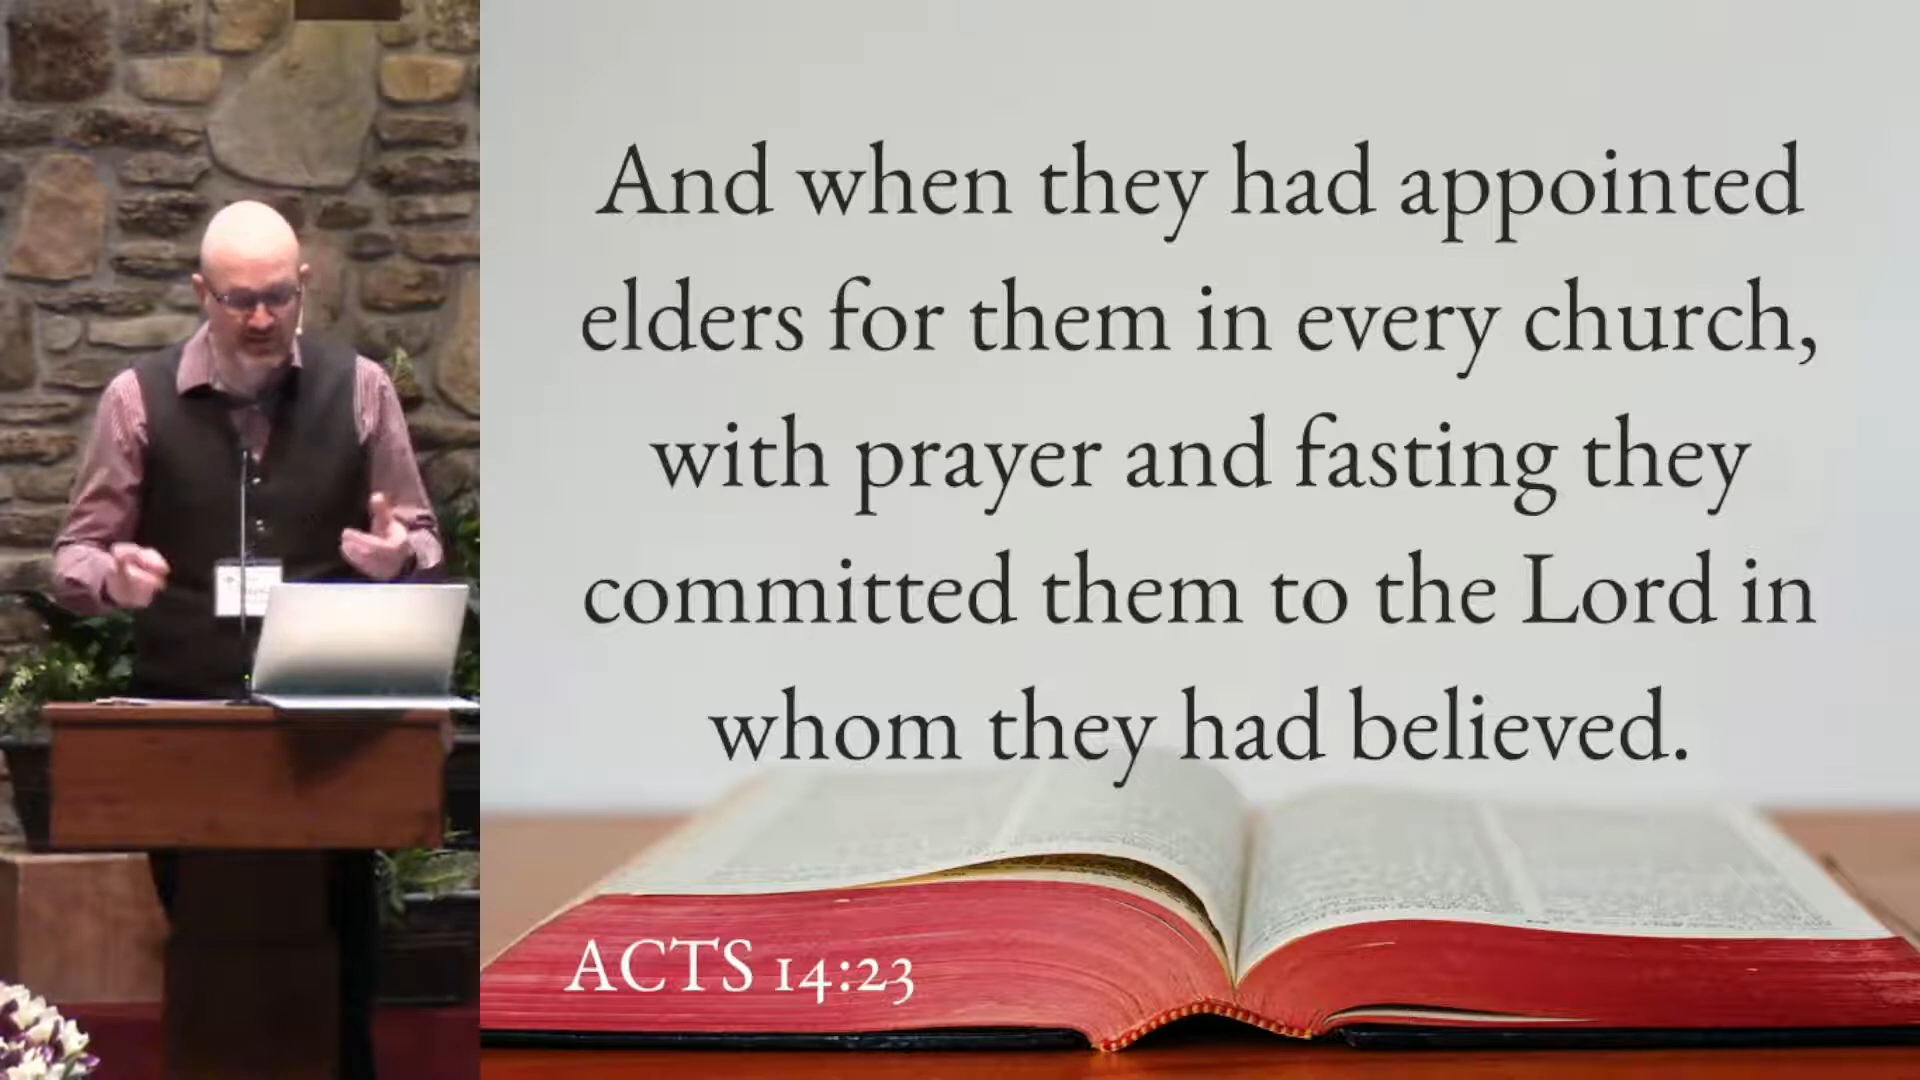 And when they had appointed
elders for them in every church,
with prayer and fasting they
committed them to the Lord in
whom they had believed.
ACTS 14:23